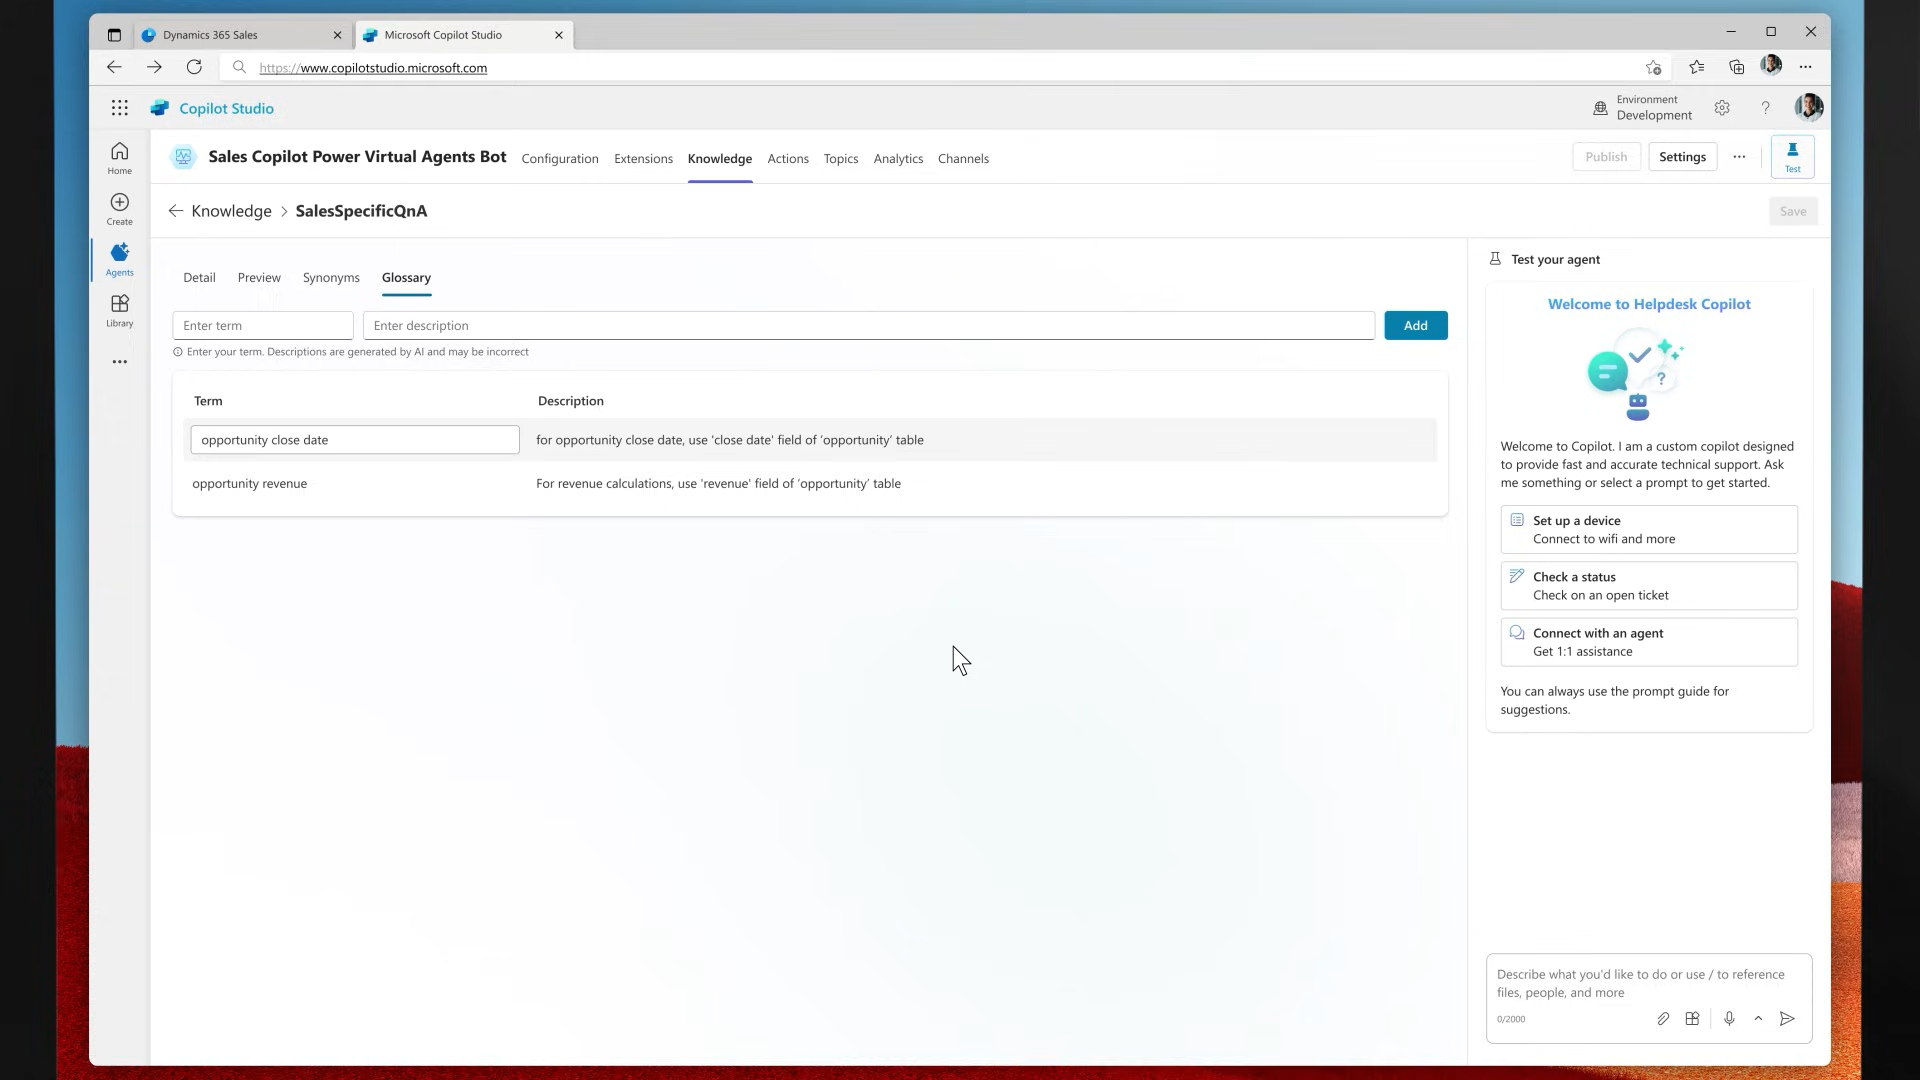 Dynamics 365 Sales
Microsoft Copilot Studio
https://www.copilotstudio.microsoft.com
Copilot Studio
Environment
Development
Home
Create
Agents
Library
Sales Copilot Power Virtual Agents Bot
Configuration
Extensions
Knowledge
Actions
Topics
Analytics
Channels
Publish
Settings
Test
Knowledge > SalesSpecificQnA
Save
Detail
Preview
Synonyms
Glossary
Enter term
Enter description
Add
Enter your term. Descriptions are generated by AI and may be incorrect
Term
Description
opportunity close date
for opportunity close date, use 'close date' field of ‘opportunity’ table
opportunity revenue
For revenue calculations, use 'revenue' field of ‘opportunity’ table
Test your agent
Welcome to Helpdesk Copilot
Welcome to Copilot. I am a custom copilot designed
to provide fast and accurate technical support. Ask
me something or select a prompt to get started.
Set up a device
Connect to wifi and more
Check a status
Check on an open ticket
Connect with an agent
Get 1:1 assistance
You can always use the prompt guide for
suggestions.
Describe what you'd like to do or use / to reference
files, people, and more
0/2000